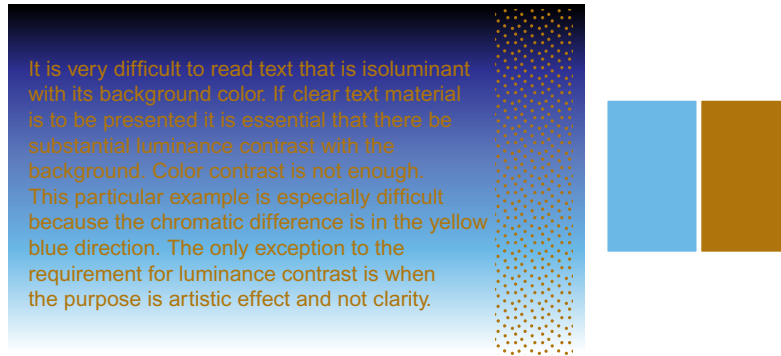 It is very difficult to read text that is isoluminant
with its background color. If clear text material
is to be presented it is essential that there be
substantial luminance contrast with the
background. Color contrast is not enough.
This particular example is especially difficult
because the chromatic difference is in the yellow
blue direction. The only exception to the
requirement for luminance contrast is when
the purpose is artistic effect and not clarity.